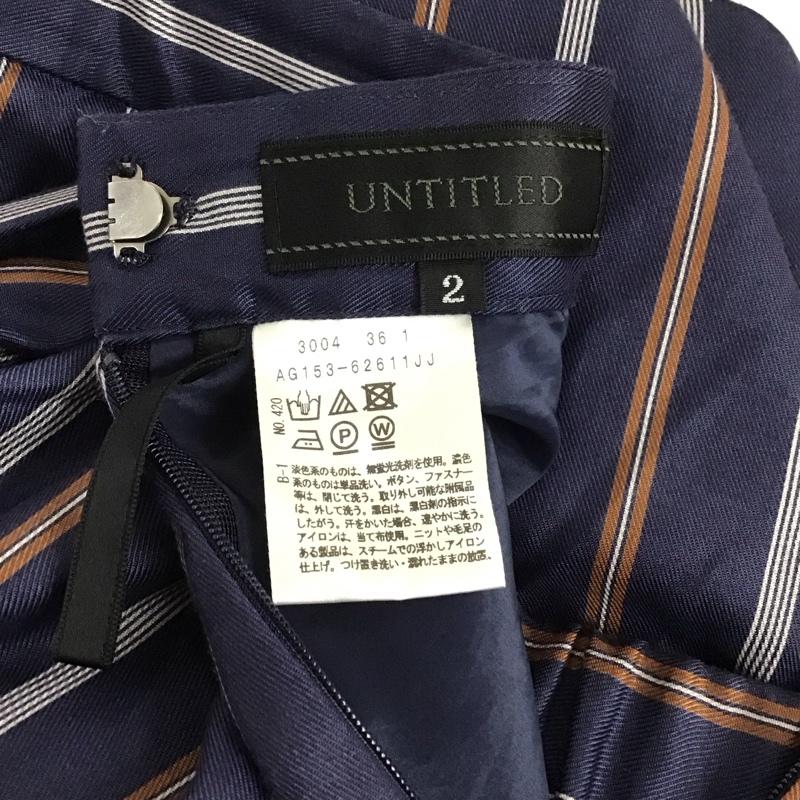 UNTITLED
2
3004 36 1
AG153-62611JJ
NO.420
P W
B-1
淡色系のものは、無蛍光洗剤を使用。濃色
系のものは単品洗い。ボタン、ファスナー
等は、閉じて洗う。取り外し可能な附属品
は、外して洗う。漂白は、漂白剤の指示に
したがう。汗をかいた場合、速やかに洗う。
アイロンは、当て布使用。ニットや毛足の
ある製品は、スチームでの浮かしアイロン
仕上げ。つけ置き洗い・濡れたままの放置、